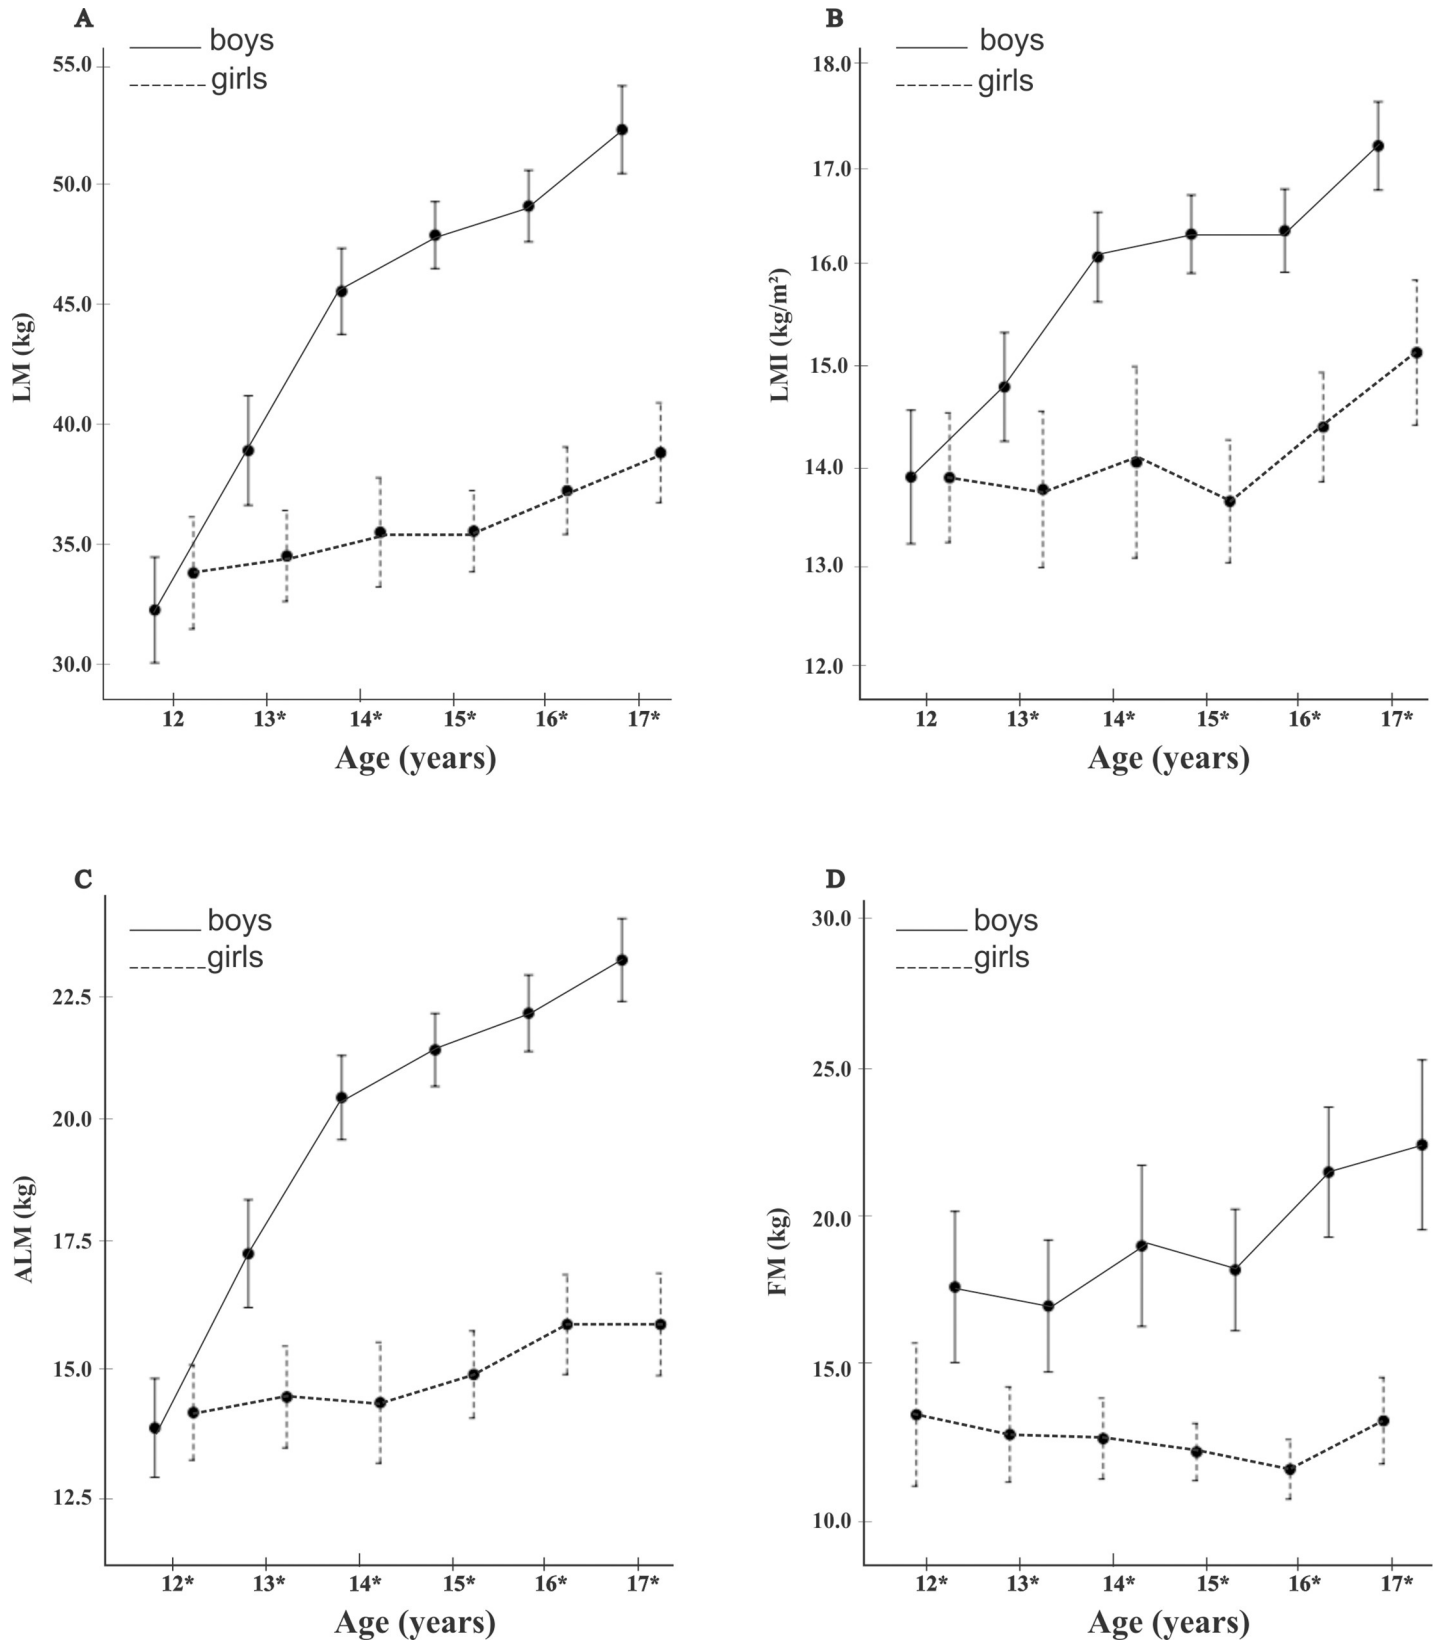 A
boys
girls
55.0
50.0
45.0
40.0
35.0
30.0
LM (kg)
12 13* 14* 15* 16* 17*
Age (years)
B
boys
girls
18.0
17.0
16.0
15.0
14.0
13.0
12.0
LMI (kg/m²)
12 13* 14* 15* 16* 17*
Age (years)
C
boys
girls
22.5
20.0
17.5
15.0
12.5
ALM (kg)
12* 13* 14* 15* 16* 17*
Age (years)
D
boys
girls
30.0
25.0
20.0
15.0
10.0
FM (kg)
12* 13* 14* 15* 16* 17*
Age (years)